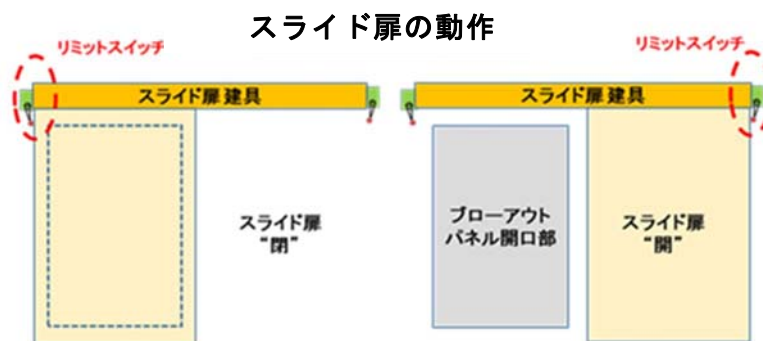 スライド扉の動作
リミットスイッチ
リミットスイッチ
スライド扉建具
スライド扉建具
スライド扉
“閉”
ブローアウト
パネル開口部
スライド扉
“開”